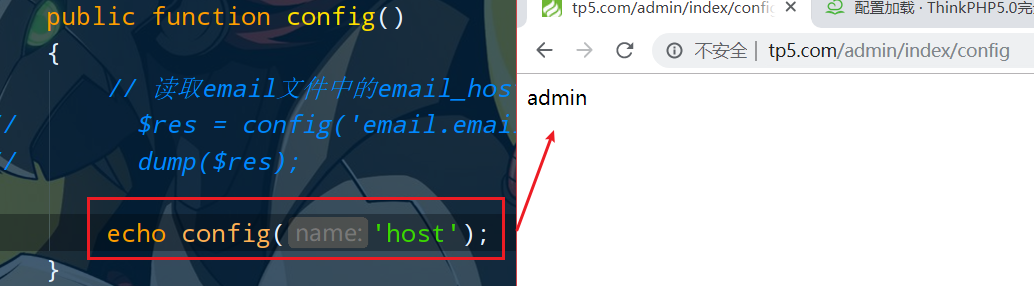 public function config()
{
// 读取email文件中的email_hos
// $res = config('email.emai
// dump($res);
echo config( name: 'host');
}
tp5.com/admin/index/config
配置加载 · ThinkPHP5.0完
不安全 | tp5.com/admin/index/config
admin